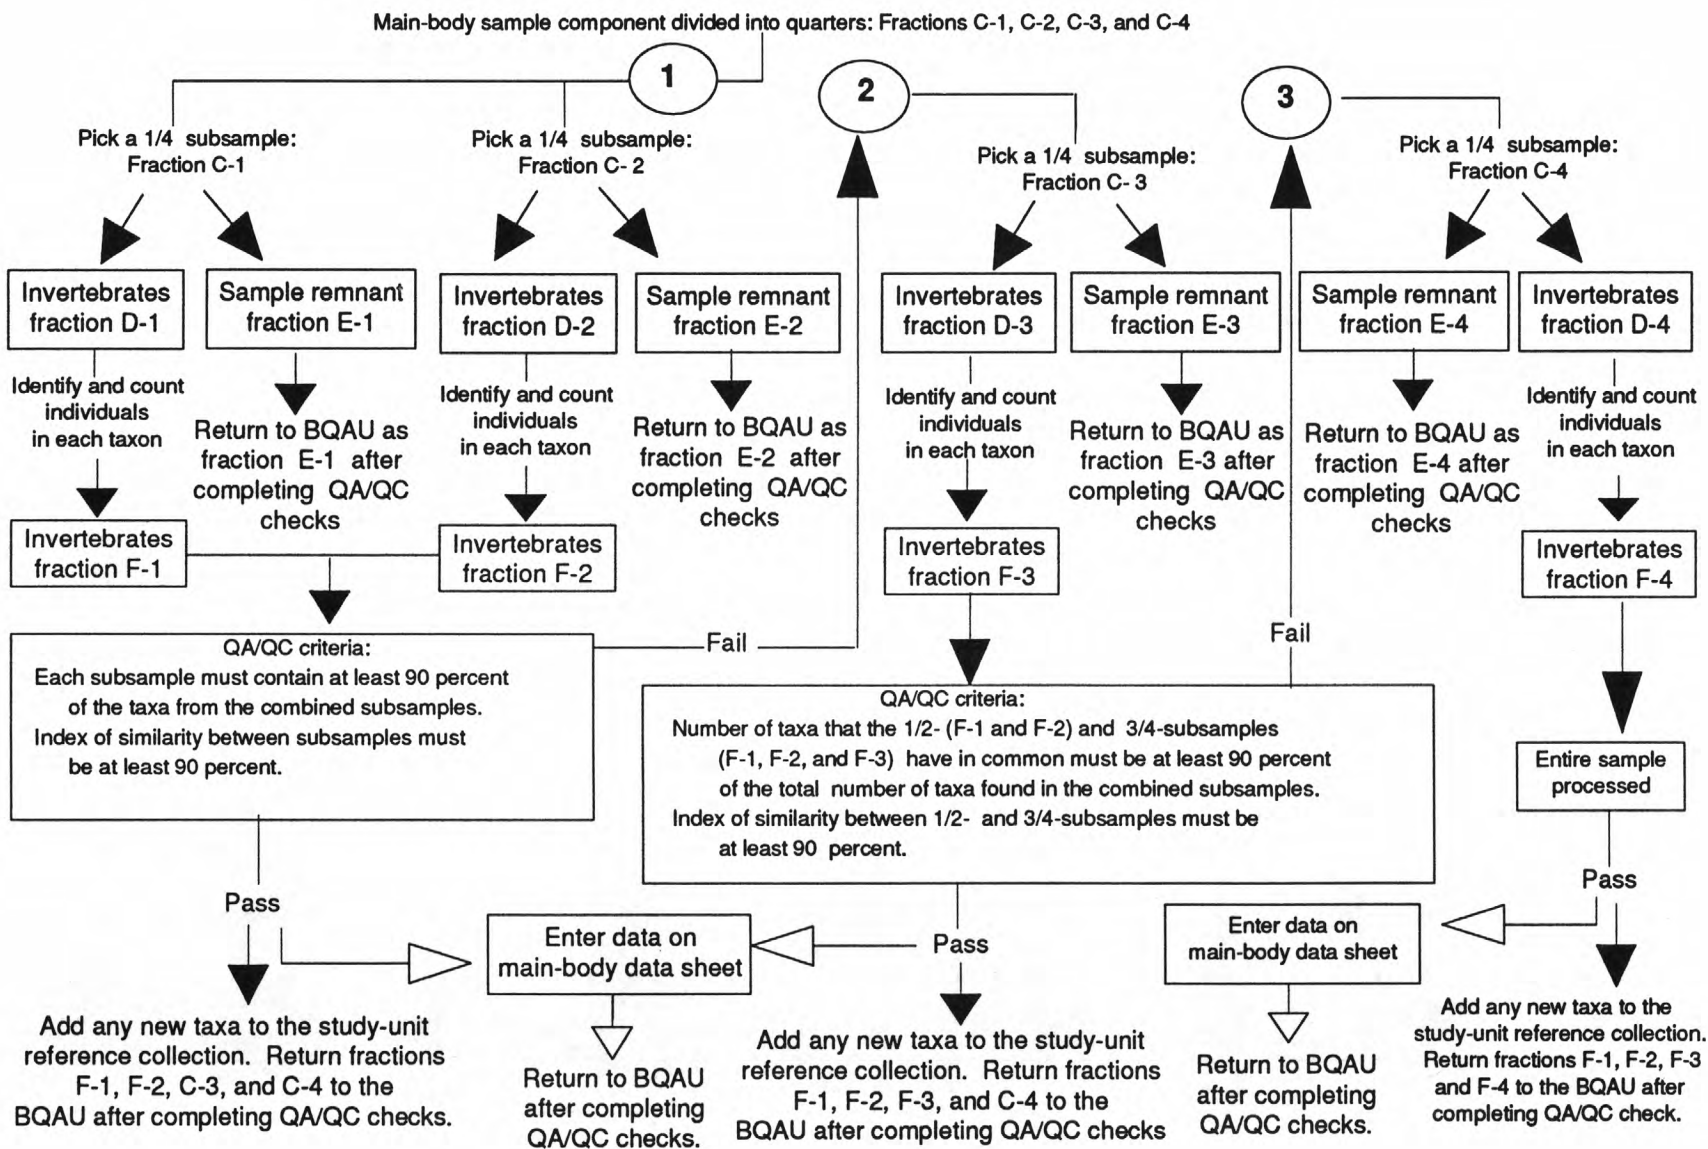 Main-body sample component divided into quarters: Fractions C-1, C-2, C-3, and C-4
1
2
3
Pick a 1/4 subsample:
Fraction C-1
Pick a 1/4 subsample:
Fraction C- 2
Pick a 1/4 subsample:
Fraction C- 3
Pick a 1/4 subsample:
Fraction C-4
Invertebrates
fraction D-1
Sample remnant
fraction E-1
Invertebrates
fraction D-2
Sample remnant
fraction E-2
Invertebrates
fraction D-3
Sample remnant
fraction E-3
Sample remnant
fraction E-4
Invertebrates
fraction D-4
Identify and count
individuals
in each taxon
Return to BQAU as
fraction E-1 after
completing QA/QC
checks
Identify and count
individuals
in each taxon
Return to BQAU as
fraction E-2 after
completing QA/QC
checks
Identify and count
individuals
in each taxon
Return to BQAU as
fraction E-3 after
completing QA/QC
checks
Return to BQAU as
fraction E-4 after
completing QA/QC
checks
Identify and count
individuals
in each taxon
Invertebrates
fraction F-1
Invertebrates
fraction F-2
Invertebrates
fraction F-3
Invertebrates
fraction F-4
QA/QC criteria:
Each subsample must contain at least 90 percent
of the taxa from the combined subsamples.
Index of similarity between subsamples must
be at least 90 percent.
Fail
Fail
QA/QC criteria:
Number of taxa that the 1/2- (F-1 and F-2) and 3/4-subsamples
(F-1, F-2, and F-3) have in common must be at least 90 percent
of the total number of taxa found in the combined subsamples.
Index of similarity between 1/2- and 3/4-subsamples must be
at least 90 percent.
Entire sample
processed
Pass
Enter data on
main-body data sheet
Pass
Enter data on
main-body data sheet
Pass
Add any new taxa to the study-unit
reference collection. Return fractions
F-1, F-2, C-3, and C-4 to the
BQAU after completing QA/QC checks.
Return to BQAU
after completing
QA/QC checks.
Add any new taxa to the study-unit
reference collection. Return fractions
F-1, F-2, F-3, and C-4 to the
BQAU after completing QA/QC checks
Return to BQAU
after completing
QA/QC checks.
Add any new taxa to the
study-unit reference collection.
Return fractions F-1, F-2, F-3
and F-4 to the BQAU after
completing QA/QC check.